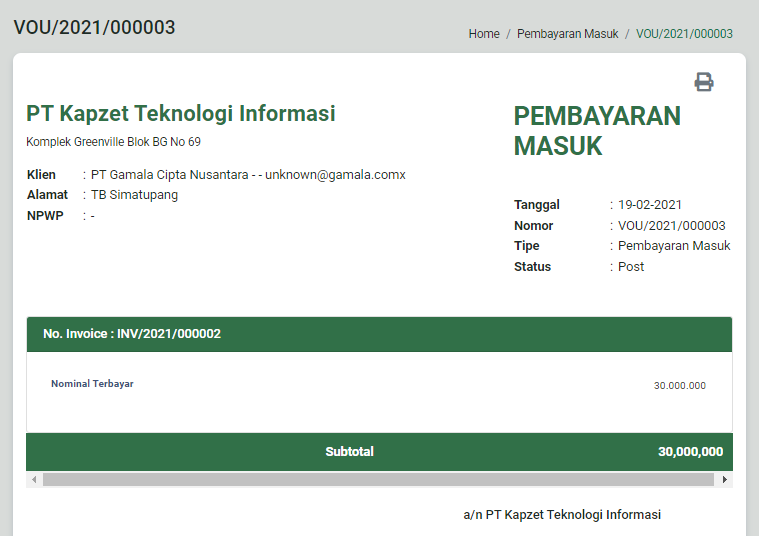 VOU/2021/000003
Home / Pembayaran Masuk / VOU/2021/000003
PT Kapzet Teknologi Informasi
Komplek Greenville Blok BG No 69
Klien : PT Gamala Cipta Nusantara - - unknown@gamala.comx
Alamat : TB Simatupang
NPWP : -
PEMBAYARAN
MASUK
Tanggal : 19-02-2021
Nomor : VOU/2021/000003
Tipe : Pembayaran Masuk
Status : Post
No. Invoice : INV/2021/000002
Nominal Terbayar 30.000.000
Subtotal 30,000,000
a/n PT Kapzet Teknologi Informasi